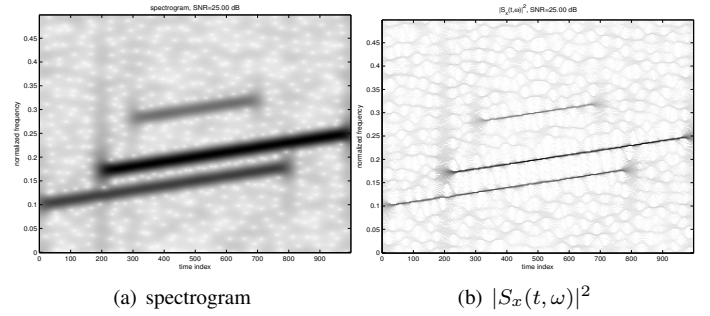 spectrogram, SNR=25.00 dB
normalized frequency
0.45
0.4
0.35
0.3
0.25
0.2
0.15
0.1
0.05
0
0 100 200 300 400 500 600 700 800 900
time index
(a) spectrogram
|S_x(t,ω)|², SNR=25.00 dB
normalized frequency
0.45
0.4
0.35
0.3
0.25
0.2
0.15
0.1
0.05
0
0 100 200 300 400 500 600 700 800 900
time index
(b) |S_x(t, ω)|²